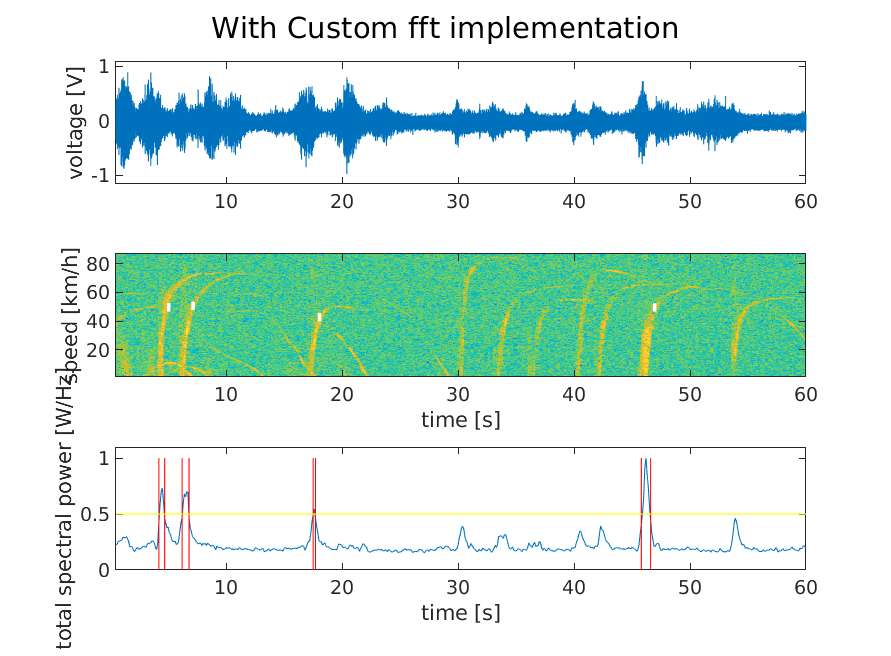 With Custom fft implementation
voltage [V]
1
0
-1
10 20 30 40 50 60
speed [km/h]
80
60
40
20
10 20 30 40 50 60
time [s]
total spectral power [W/Hz]
1
0.5
0
10 20 30 40 50 60
time [s]